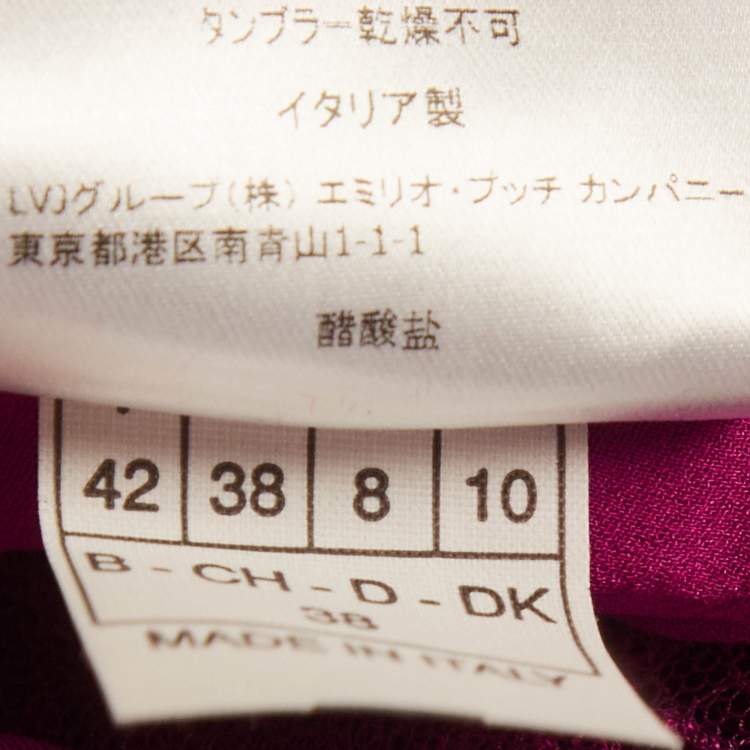 タンブラー乾燥不可
イタリア製
LVJグループ(株) エミリオ・プッチ カンパニー
東京都港区南青山1-1-1
醋酸盐
42 38 8 10
B - CH - D - DK
38
MADE IN ITALY